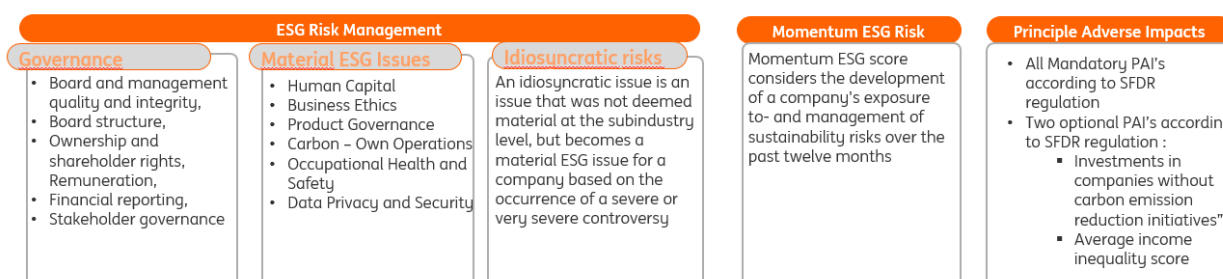 ESG Risk Management
Governance
• Board and management
quality and integrity,
• Board structure,
• Ownership and
shareholder rights,
Remuneration,
• Financial reporting,
• Stakeholder governance
Material ESG Issues
• Human Capital
• Business Ethics
• Product Governance
• Carbon – Own Operations
• Occupational Health and
Safety
• Data Privacy and Security
Idiosuncratic risks
An idiosyncratic issue is an
issue that was not deemed
material at the subindustry
level, but becomes a
material ESG issue for a
company based on the
occurrence of a severe or
very severe controversy
Momentum ESG Risk
Momentum ESG score
considers the development
of a company's exposure
to- and management of
sustainability risks over the
past twelve months
Principle Adverse Impacts
• All Mandatory PAI's
according to SFDR
regulation
• Two optional PAI's accordin
to SFDR regulation :
▪ Investments in
companies without
carbon emission
reduction initiatives”
▪ Average income
inequality score